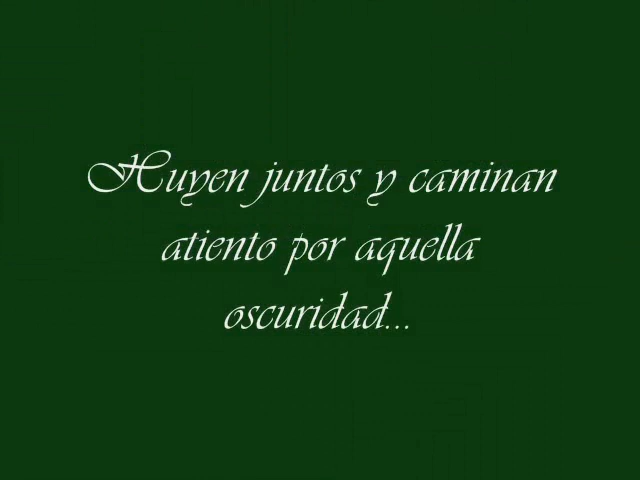 Huyen juntos y caminan
atiento por aquella
oscuridad...